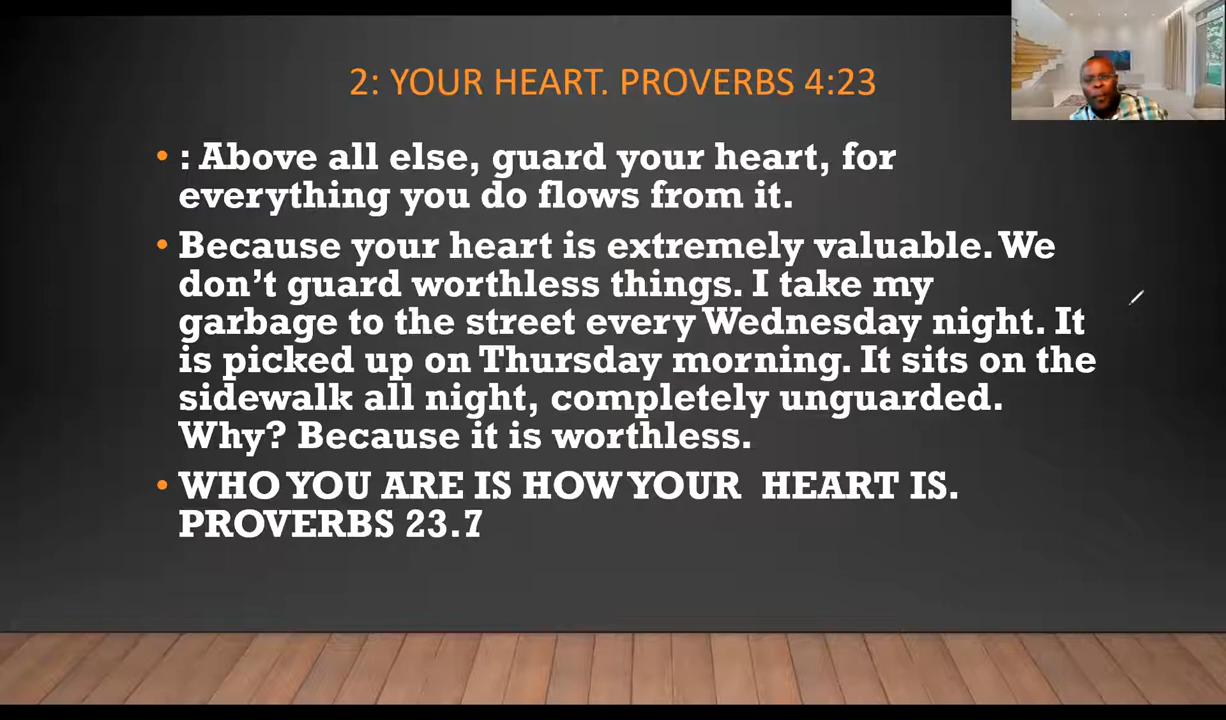 2: YOUR HEART. PROVERBS 4:23
• : Above all else, guard your heart, for
everything you do flows from it.
• Because your heart is extremely valuable. We
don’t guard worthless things. I take my
garbage to the street every Wednesday night. It
is picked up on Thursday morning. It sits on the
sidewalk all night, completely unguarded.
Why? Because it is worthless.
• WHO YOU ARE IS HOW YOUR  HEART IS.
PROVERBS 23.7